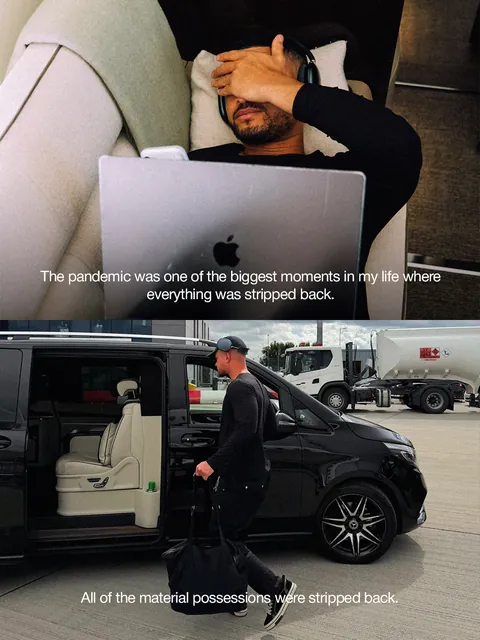 The pandemic was one of the biggest moments in my life where
everything was stripped back.
All of the material possessions were stripped back.